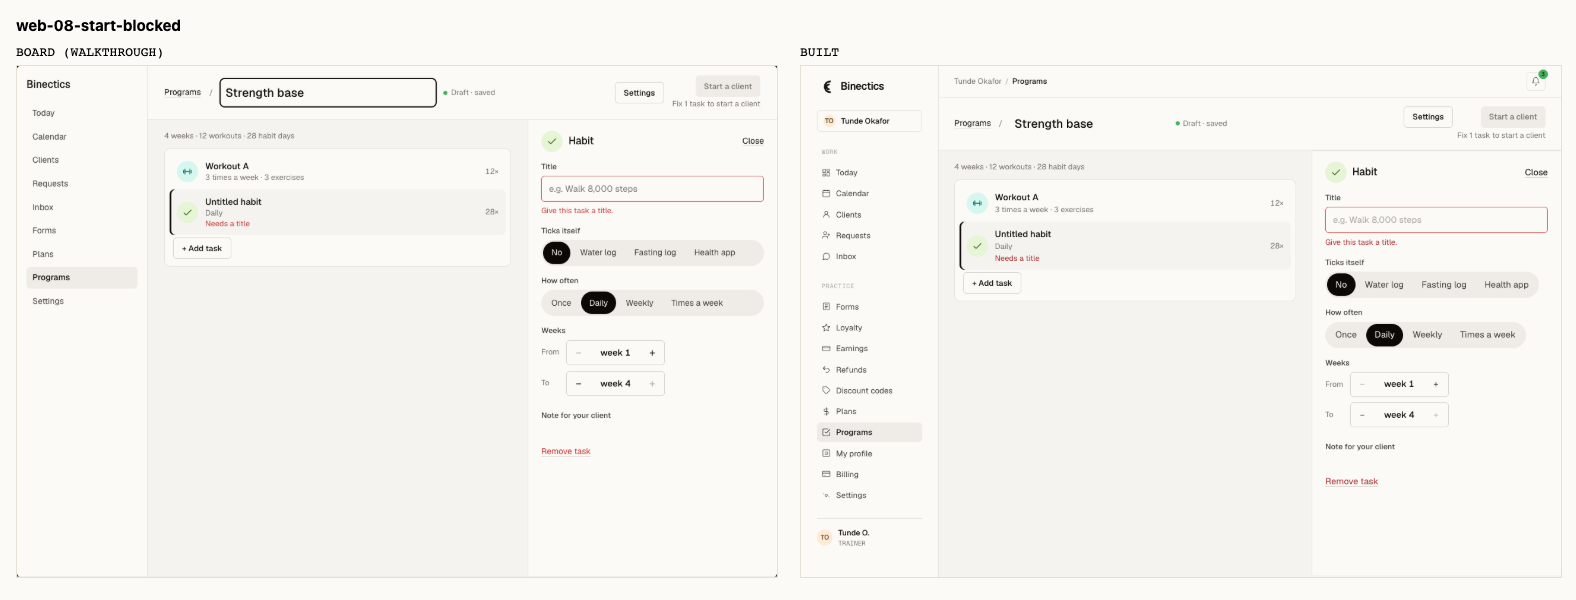 web-08-start-blocked
BOARD (WALKTHROUGH)
Binectics
Today
Calendar
Clients
Requests
Inbox
Forms
Plans
Programs
Settings
Programs / Strength base
Draft · saved
Settings
Start a client
Fix 1 task to start a client
4 weeks · 12 workouts · 28 habit days
Workout A
3 times a week · 3 exercises
12×
Untitled habit
Daily
Needs a title
28×
+ Add task
Habit
Close
Title
e.g. Walk 8,000 steps
Give this task a title.
Ticks itself
No Water log Fasting log Health app
How often
Once Daily Weekly Times a week
Weeks
From − week 1 +
To − week 4 +
Note for your client
Remove task
BUILT
Binectics
TO Tunde Okafor
WORK
Today
Calendar
Clients
Requests
Inbox
PRACTICE
Forms
Loyalty
Earnings
Refunds
Discount codes
Plans
Programs
My profile
Billing
Settings
TO Tunde O.
TRAINER
Tunde Okafor / Programs
3
Programs / Strength base
Draft · saved
Settings
Start a client
Fix 1 task to start a client
4 weeks · 12 workouts · 28 habit days
Workout A
3 times a week · 3 exercises
12×
Untitled habit
Daily
Needs a title
28×
+ Add task
Habit
Close
Title
e.g. Walk 8,000 steps
Give this task a title.
Ticks itself
No Water log Fasting log Health app
How often
Once Daily Weekly Times a week
Weeks
From − week 1 +
To − week 4 +
Note for your client
Remove task